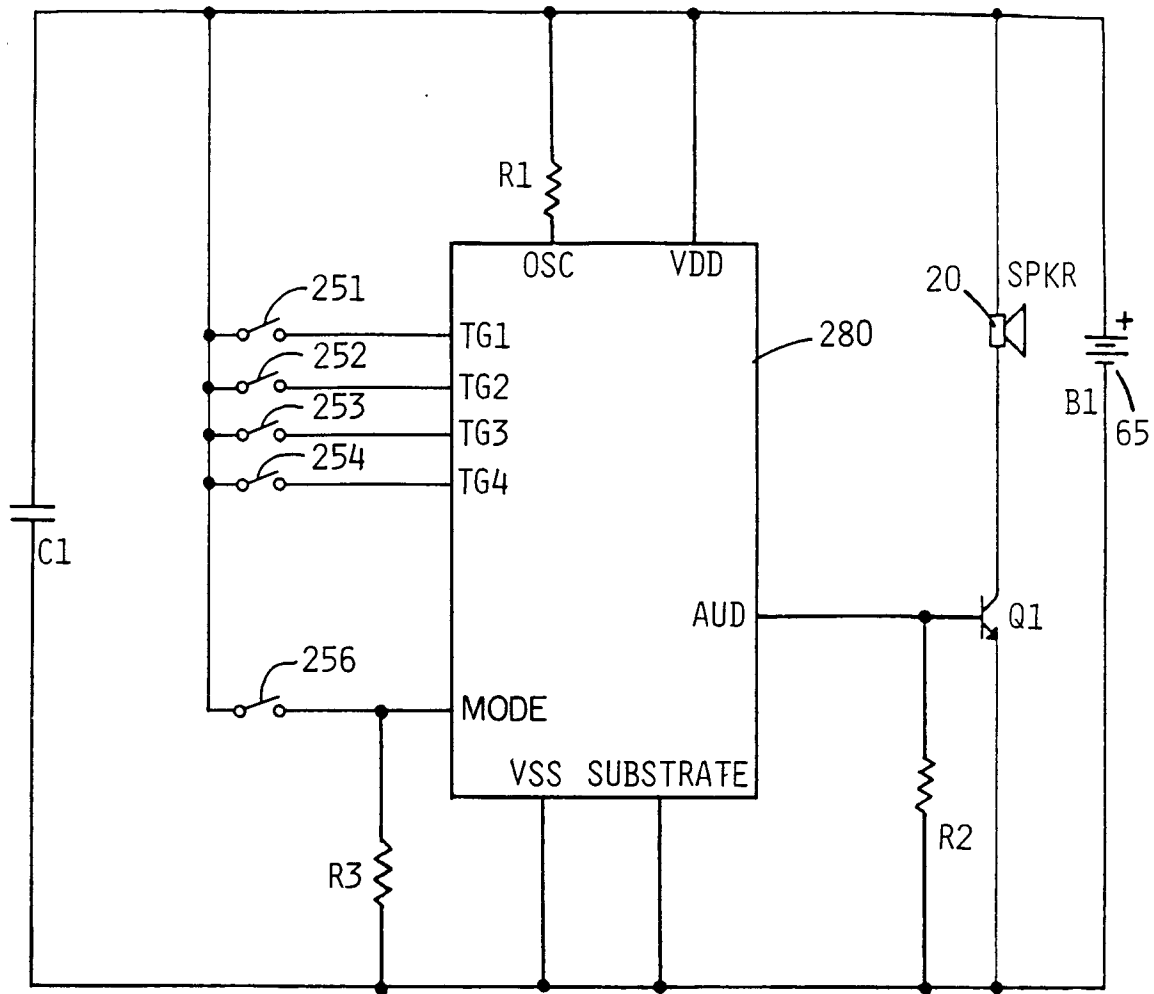 R1
OSC
VDD
251
TG1
252
TG2
253
TG3
254
TG4
280
20
SPKR
+
B1
65
C1
AUD
Q1
256
MODE
VSS
SUBSTRATE
R3
R2